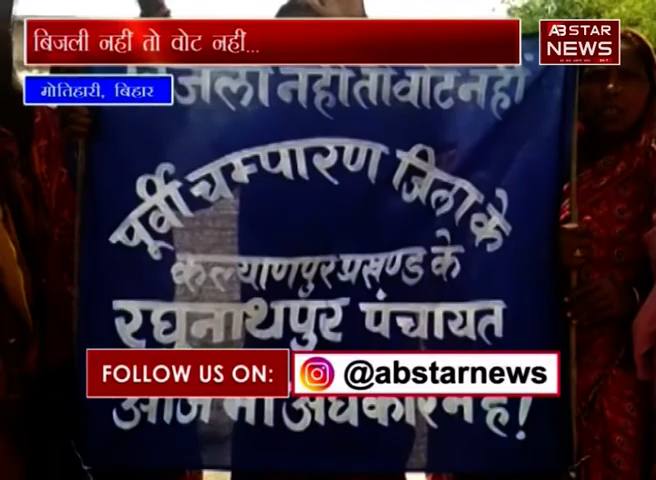 बिजली नहीं तो वोट नहीं...
AB STAR
NEWS
मोतिहारी, बिहार
बिजली नहीं तो वोट नहीं
पूर्वी चम्पारण जिला के
कल्याणपुर प्रखण्ड के
रघुनाथपुर पंचायत
FOLLOW US ON: @abstarnews
आज भी अंधकार में है!